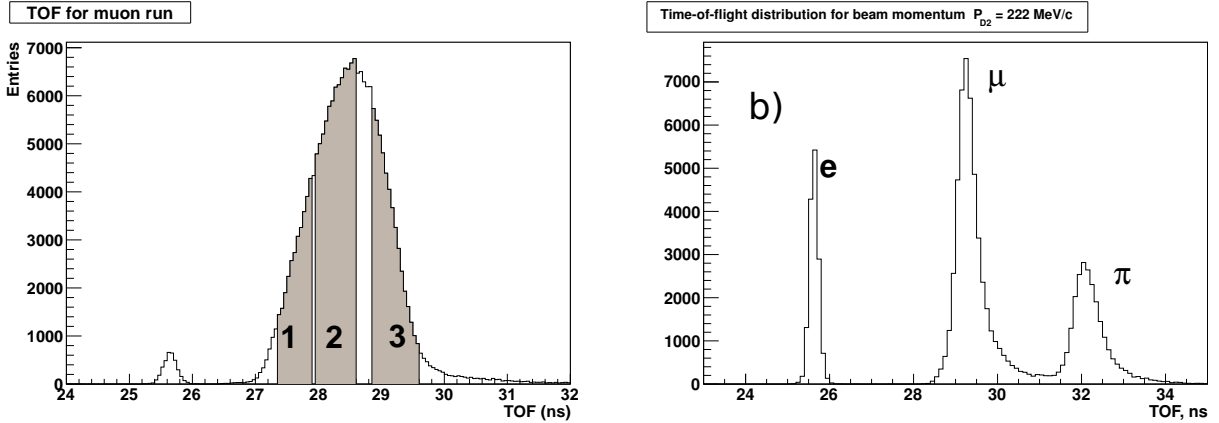 TOF for muon run
Entries
7000
6000
5000
4000
3000
2000
1000
0
1
2
3
24 25 26 27 28 29 30 31 32
TOF (ns)
Time-of-flight distribution for beam momentum P_D2 = 222 MeV/c
7000
6000
5000
4000
3000
2000
1000
0
b)
e
μ
π
24 26 28 30 32 34
TOF, ns